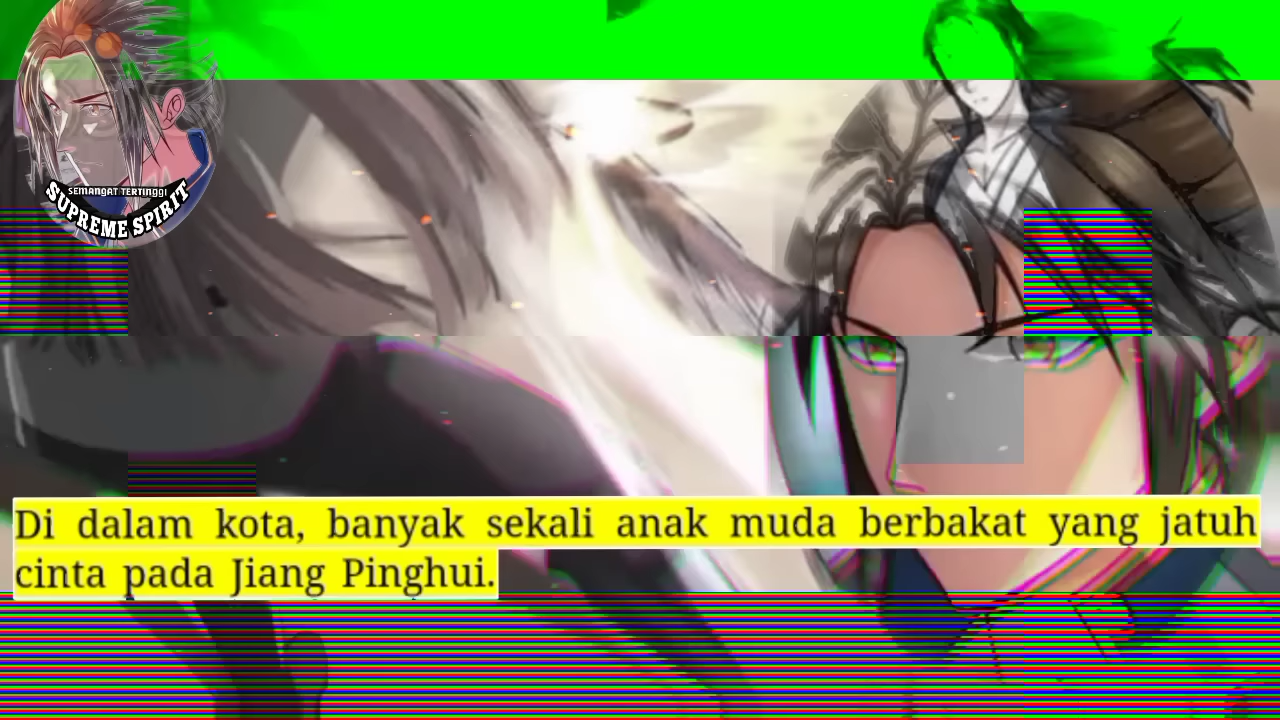 SEMANGAT TERTINGGI
SUPREME SPIRIT
Di dalam kota, banyak sekali anak muda berbakat yang jatuh
cinta pada Jiang Pinghui.